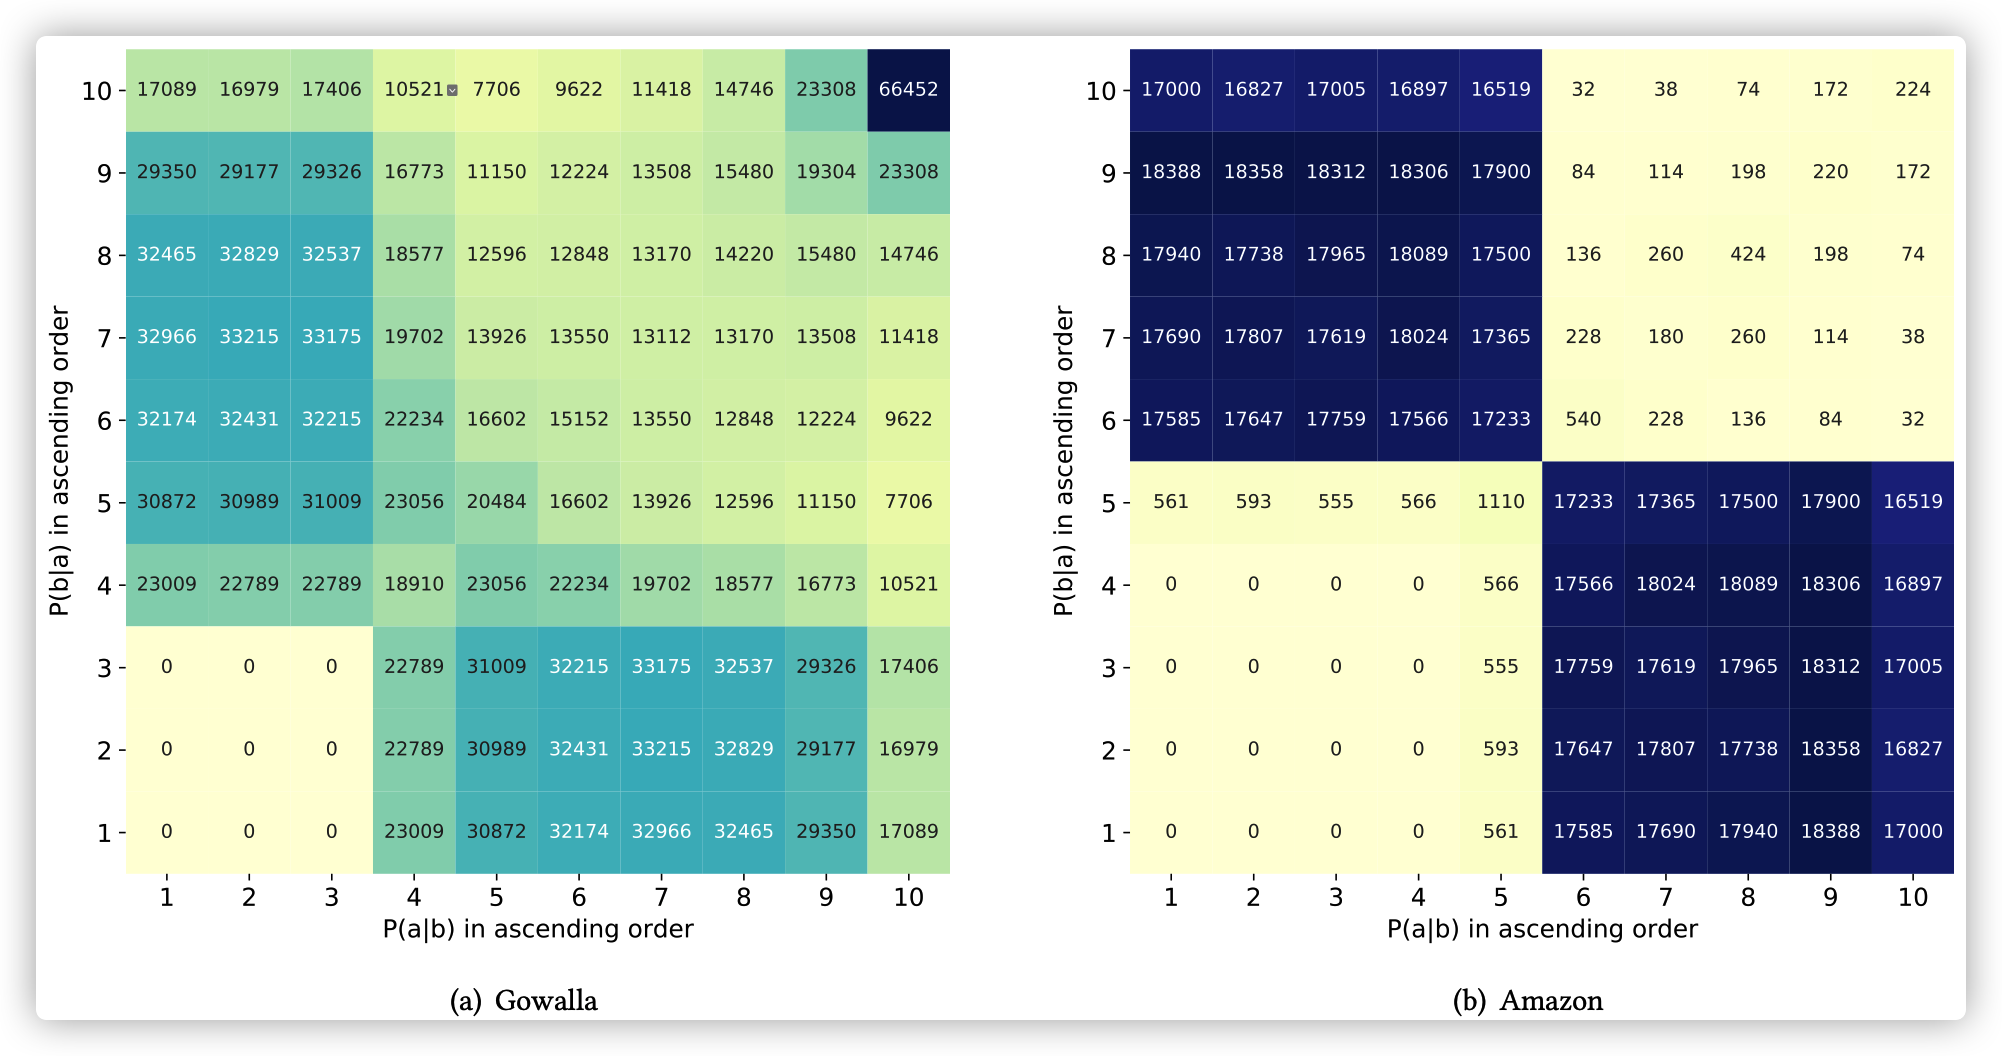 10 17089 16979 17406 10521 7706 9622 11418 14746 23308 66452
9 29350 29177 29326 16773 11150 12224 13508 15480 19304 23308
8 32465 32829 32537 18577 12596 12848 13170 14220 15480 14746
7 32966 33215 33175 19702 13926 13550 13112 13170 13508 11418
6 32174 32431 32215 22234 16602 15152 13550 12848 12224 9622
5 30872 30989 31009 23056 20484 16602 13926 12596 11150 7706
4 23009 22789 22789 18910 23056 22234 19702 18577 16773 10521
3 0 0 0 22789 31009 32215 33175 32537 29326 17406
2 0 0 0 22789 30989 32431 33215 32829 29177 16979
1 0 0 0 23009 30872 32174 32966 32465 29350 17089
1 2 3 4 5 6 7 8 9 10
P(b|a) in ascending order
P(a|b) in ascending order
(a) Gowalla
10 17000 16827 17005 16897 16519 32 38 74 172 224
9 18388 18358 18312 18306 17900 84 114 198 220 172
8 17940 17738 17965 18089 17500 136 260 424 198 74
7 17690 17807 17619 18024 17365 228 180 260 114 38
6 17585 17647 17759 17566 17233 540 228 136 84 32
5 561 593 555 566 1110 17233 17365 17500 17900 16519
4 0 0 0 0 566 17566 18024 18089 18306 16897
3 0 0 0 0 555 17759 17619 17965 18312 17005
2 0 0 0 0 593 17647 17807 17738 18358 16827
1 0 0 0 0 561 17585 17690 17940 18388 17000
1 2 3 4 5 6 7 8 9 10
P(b|a) in ascending order
P(a|b) in ascending order
(b) Amazon